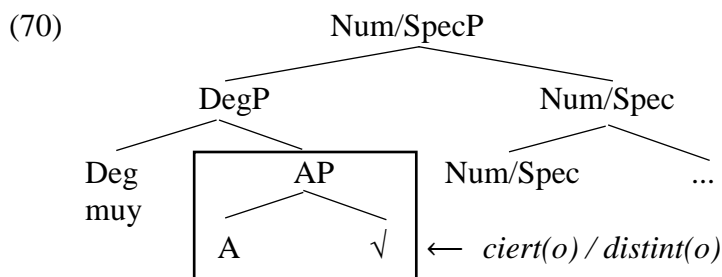 (70) Num/SpecP
DegP Num/Spec
Deg AP Num/Spec ...
muy
A √ ← ciert(o) / distint(o)